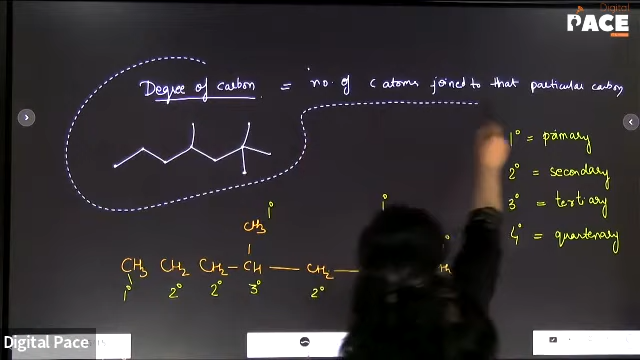 Digital
PACE
Degree of carbon = no. of C atoms joined to that particular carbon
1° = primary
2° = secondary
3° = tertiary
4° = quartenary
CH3 1° 1°
CH3 CH2 CH2 - CH - CH2
1° 2° 2° 3° 2°
Digital Pace